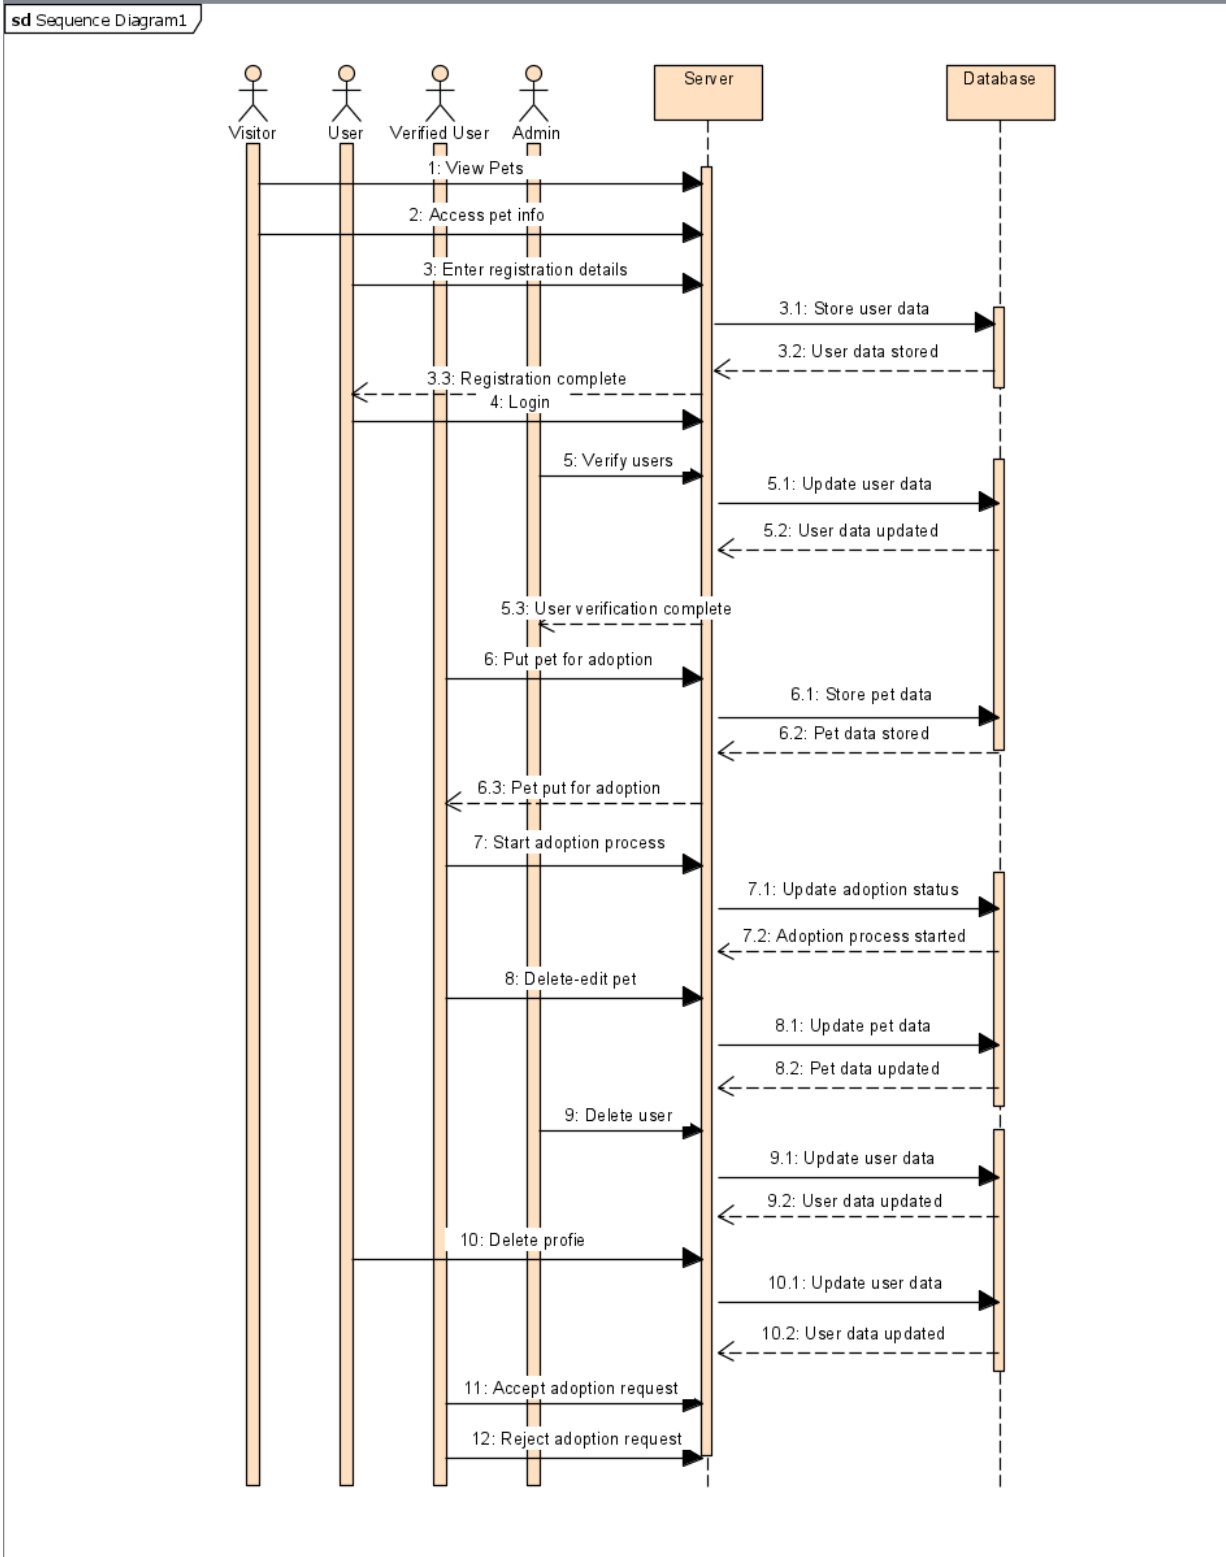 sd Sequence Diagram1
Visitor
User
Verified User
Admin
Server
Database
1: View Pets
2: Access pet info
3: Enter registration details
3.1: Store user data
3.2: User data stored
3.3: Registration complete
4: Login
5: Verify users
5.1: Update user data
5.2: User data updated
5.3: User verification complete
6: Put pet for adoption
6.1: Store pet data
6.2: Pet data stored
6.3: Pet put for adoption
7: Start adoption process
7.1: Update adoption status
7.2: Adoption process started
8: Delete-edit pet
8.1: Update pet data
8.2: Pet data updated
9: Delete user
9.1: Update user data
9.2: User data updated
10: Delete profie
10.1: Update user data
10.2: User data updated
11: Accept adoption request
12: Reject adoption request